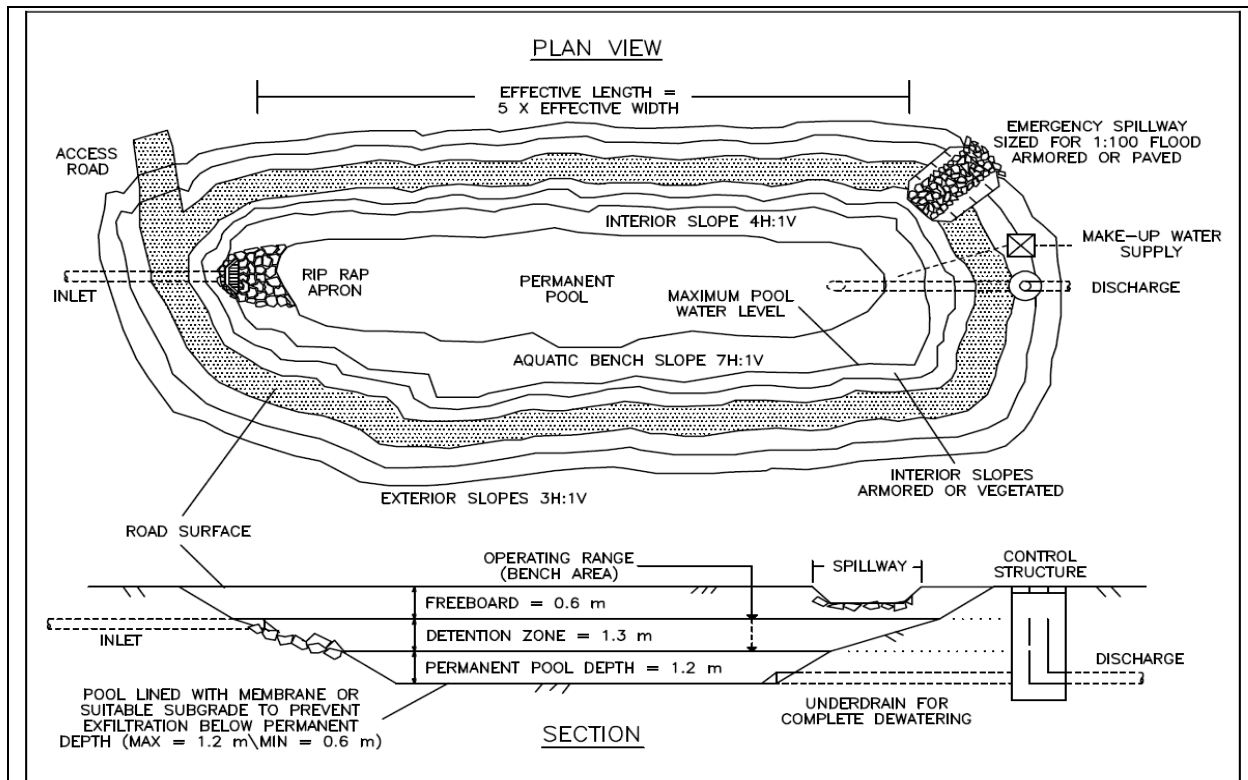 PLAN VIEW
EFFECTIVE LENGTH =
5 X EFFECTIVE WIDTH
ACCESS
ROAD
EMERGENCY SPILLWAY
SIZED FOR 1:100 FLOOD
ARMORED OR PAVED
INTERIOR SLOPE 4H:1V
MAKE-UP WATER
SUPPLY
RIP RAP
APRON
PERMANENT
POOL
INLET
DISCHARGE
MAXIMUM POOL
WATER LEVEL
AQUATIC BENCH SLOPE 7H:1V
INTERIOR SLOPES
ARMORED OR VEGETATED
EXTERIOR SLOPES 3H:1V
ROAD SURFACE
OPERATING RANGE
(BENCH AREA)
SPILLWAY
CONTROL
STRUCTURE
FREEBOARD = 0.6 m
INLET
DETENTION ZONE = 1.3 m
PERMANENT POOL DEPTH = 1.2 m
DISCHARGE
POOL LINED WITH MEMBRANE OR
SUITABLE SUBGRADE TO PREVENT
EXFILTRATION BELOW PERMANENT
DEPTH (MAX = 1.2 m\MIN = 0.6 m)
UNDERDRAIN FOR
COMPLETE DEWATERING
SECTION